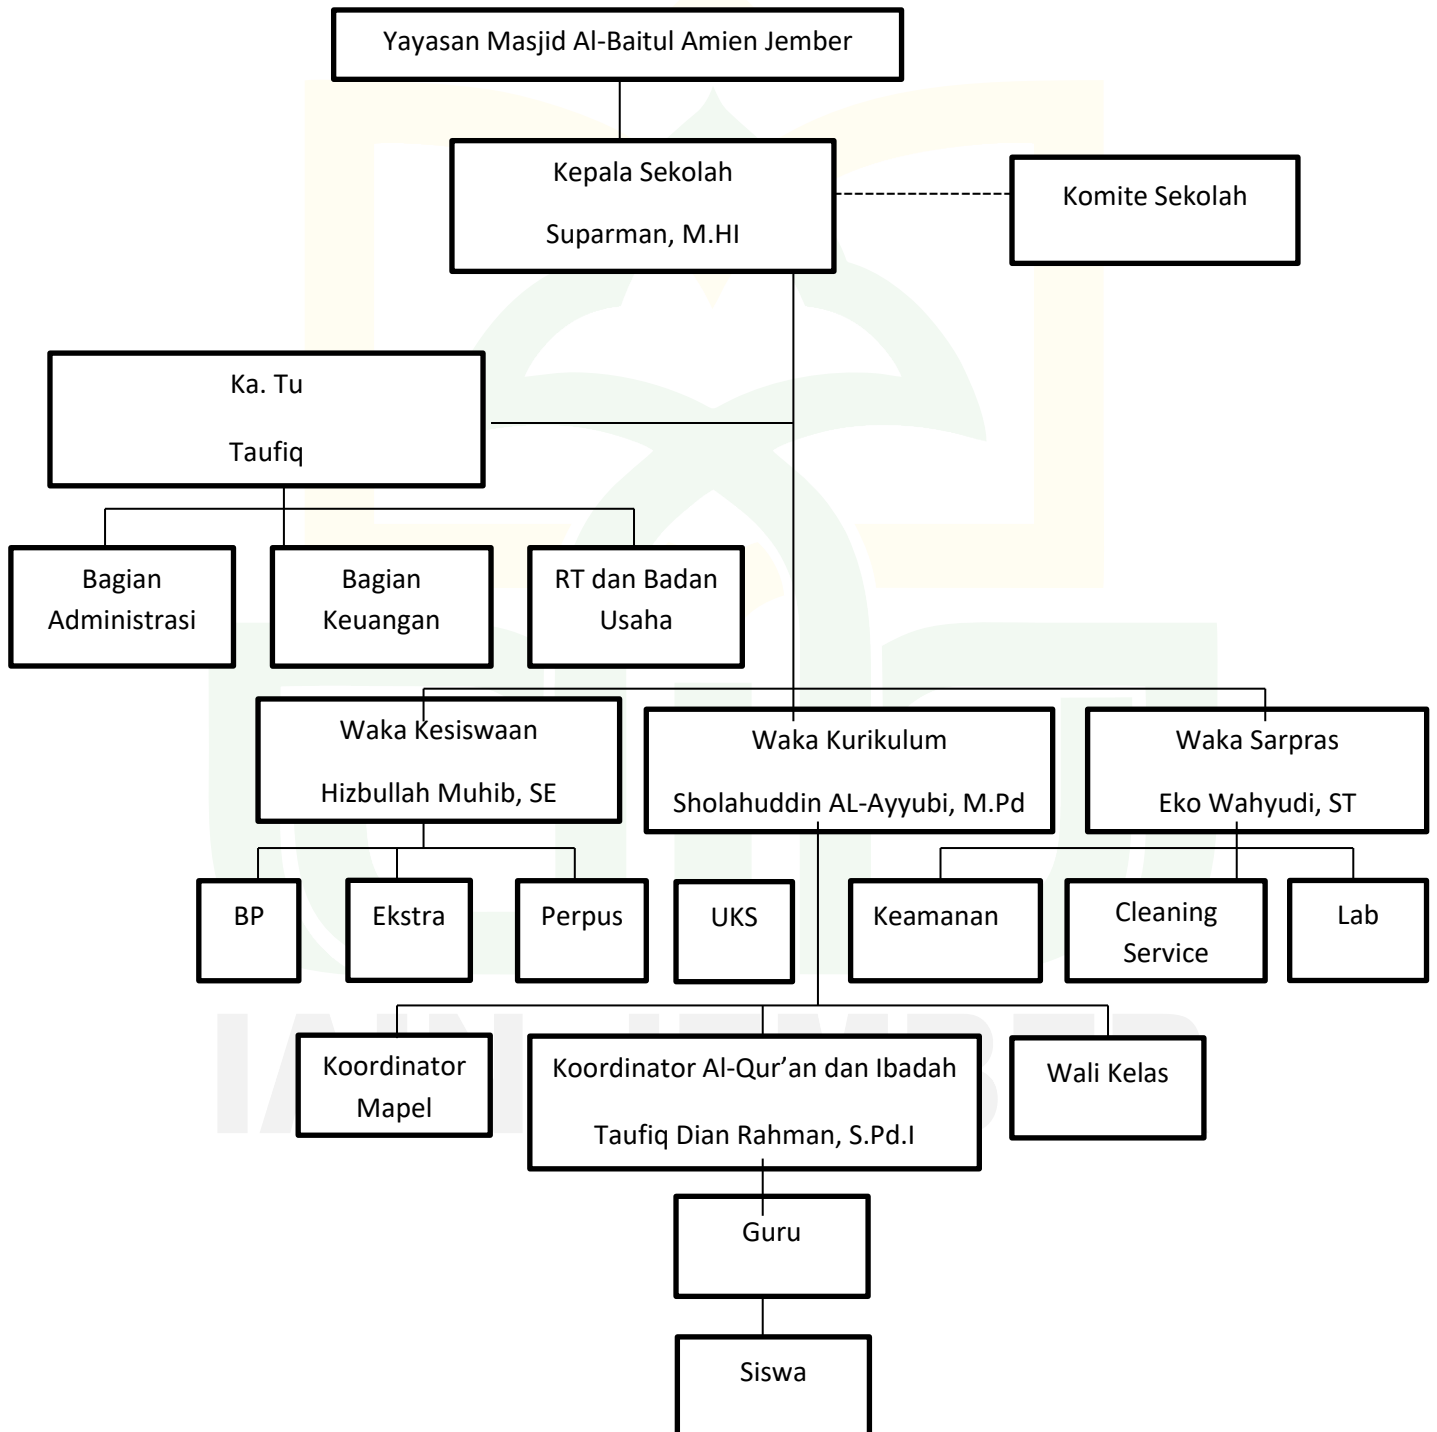 Yayasan Masjid Al-Baitul Amien Jember
Kepala Sekolah
Suparman, M.HI
Komite Sekolah
Ka. Tu
Taufiq
Bagian
Administrasi
Bagian
Keuangan
RT dan Badan
Usaha
Waka Kesiswaan
Hizbullah Muhib, SE
Waka Kurikulum
Sholahuddin AL-Ayyubi, M.Pd
Waka Sarpras
Eko Wahyudi, ST
BP
Ekstra
Perpus
UKS
Keamanan
Cleaning
Service
Lab
IAIN JEMBER
Koordinator
Mapel
Koordinator Al-Qur’an dan Ibadah
Taufiq Dian Rahman, S.Pd.I
Wali Kelas
Guru
Siswa